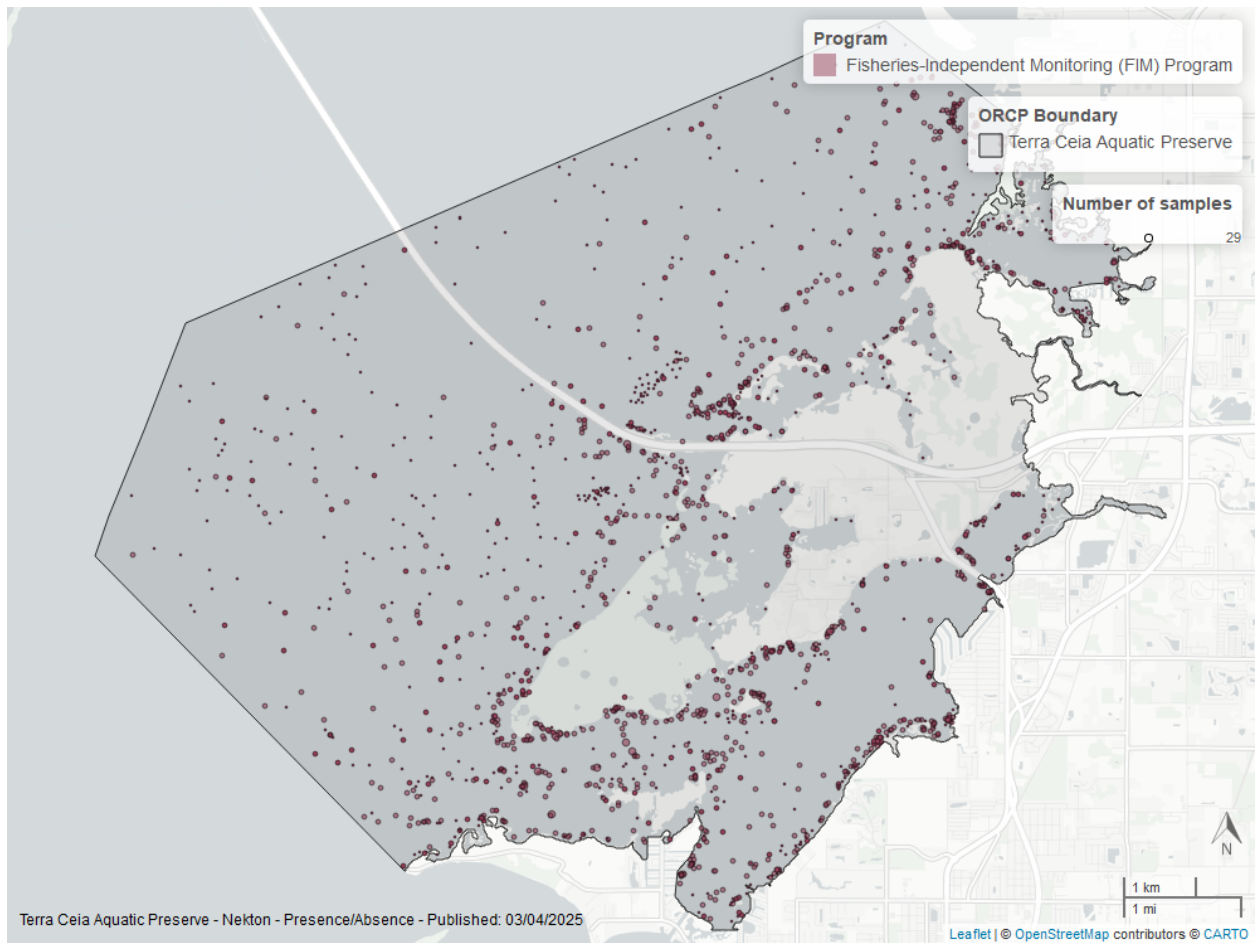 Program
Fisheries-Independent Monitoring (FIM) Program
ORCP Boundary
Terra Ceia Aquatic Preserve
Number of samples
29
N
1 km
1 mi
Terra Ceia Aquatic Preserve - Nekton - Presence/Absence - Published: 03/04/2025
Leaflet | © OpenStreetMap contributors © CARTO